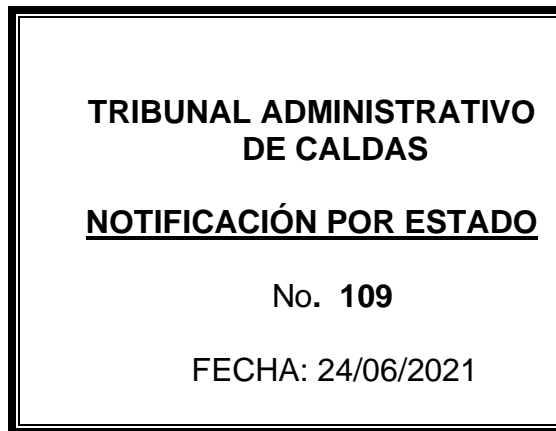 TRIBUNAL ADMINISTRATIVO
DE CALDAS
NOTIFICACIÓN POR ESTADO
No. 109
FECHA: 24/06/2021